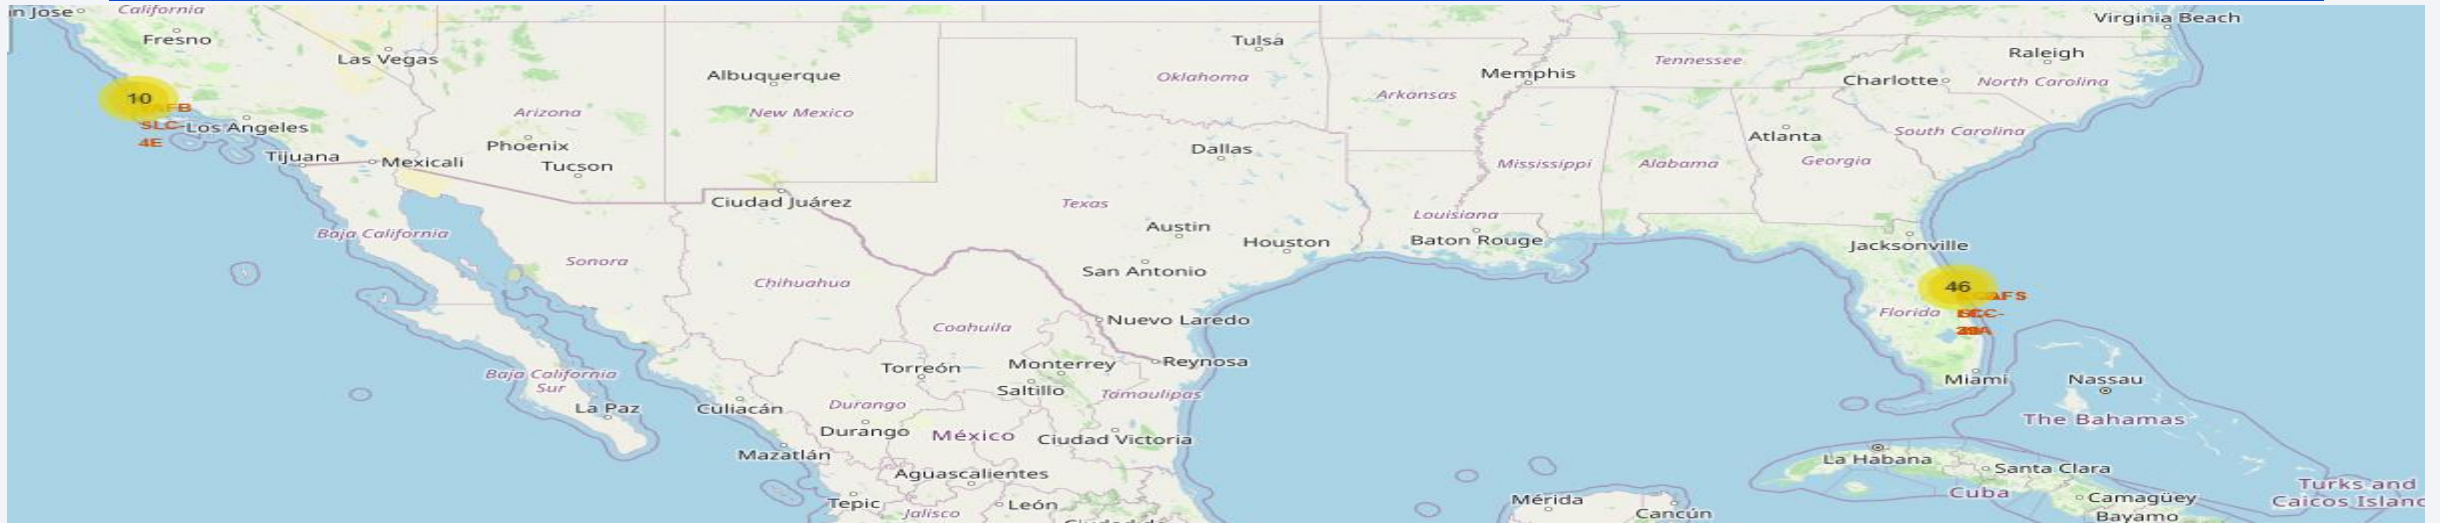 in Jose
California
Virginia Beach
Fresno
Tulsa
Raleigh
Las Vegas
Tennessee
Albuquerque
Memphis
Oklahoma
Charlotte
North Carolina
10
AFB
Arkansas
Arizona
New Mexico
SLC-
Los Angeles
4E
South Carolina
Atlanta
Phoenix
Dallas
Tijuana
Mexicali
Tucson
Mississippi
Alabama
Georgia
Ciudad Juárez
Texas
Louisiana
Austin
Baja California
Houston
Baton Rouge
Jacksonville
Sonora
San Antonio
Chihuahua
46
AFS
Florida
Nuevo Laredo
Coahuila
Torreón
Monterrey
Reynosa
Baja California
Sur
Saltillo
Tamaulipas
Miami
Nassau
La Paz
Culiacán
Durango
The Bahamas
Durango
México
Ciudad Victoria
Mazatlán
La Habana
Santa Clara
Aguascalientes
Turks and
Caicos Islan
Tepic
León
Jalisco
Mérida
Cancún
Cuba
Camagüey
Bayamo